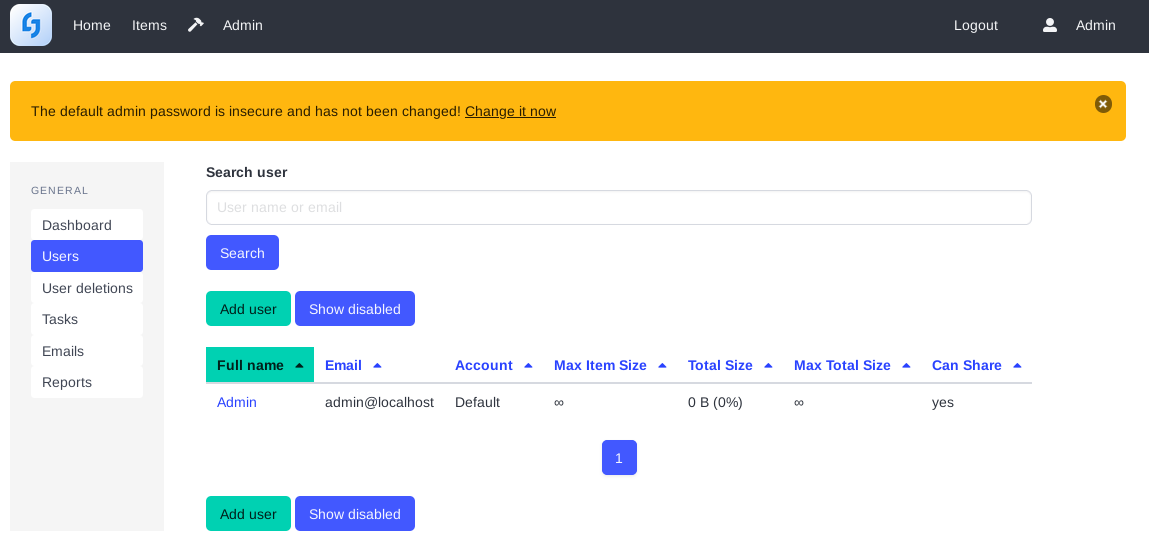 Home Items Admin Logout Admin
The default admin password is insecure and has not been changed! Change it now
GENERAL
Dashboard
Users
User deletions
Tasks
Emails
Reports
Search user
User name or email
Search
Add user Show disabled
Full name Email Account Max Item Size Total Size Max Total Size Can Share
Admin admin@localhost Default ∞ 0 B (0%) ∞ yes
1
Add user Show disabled